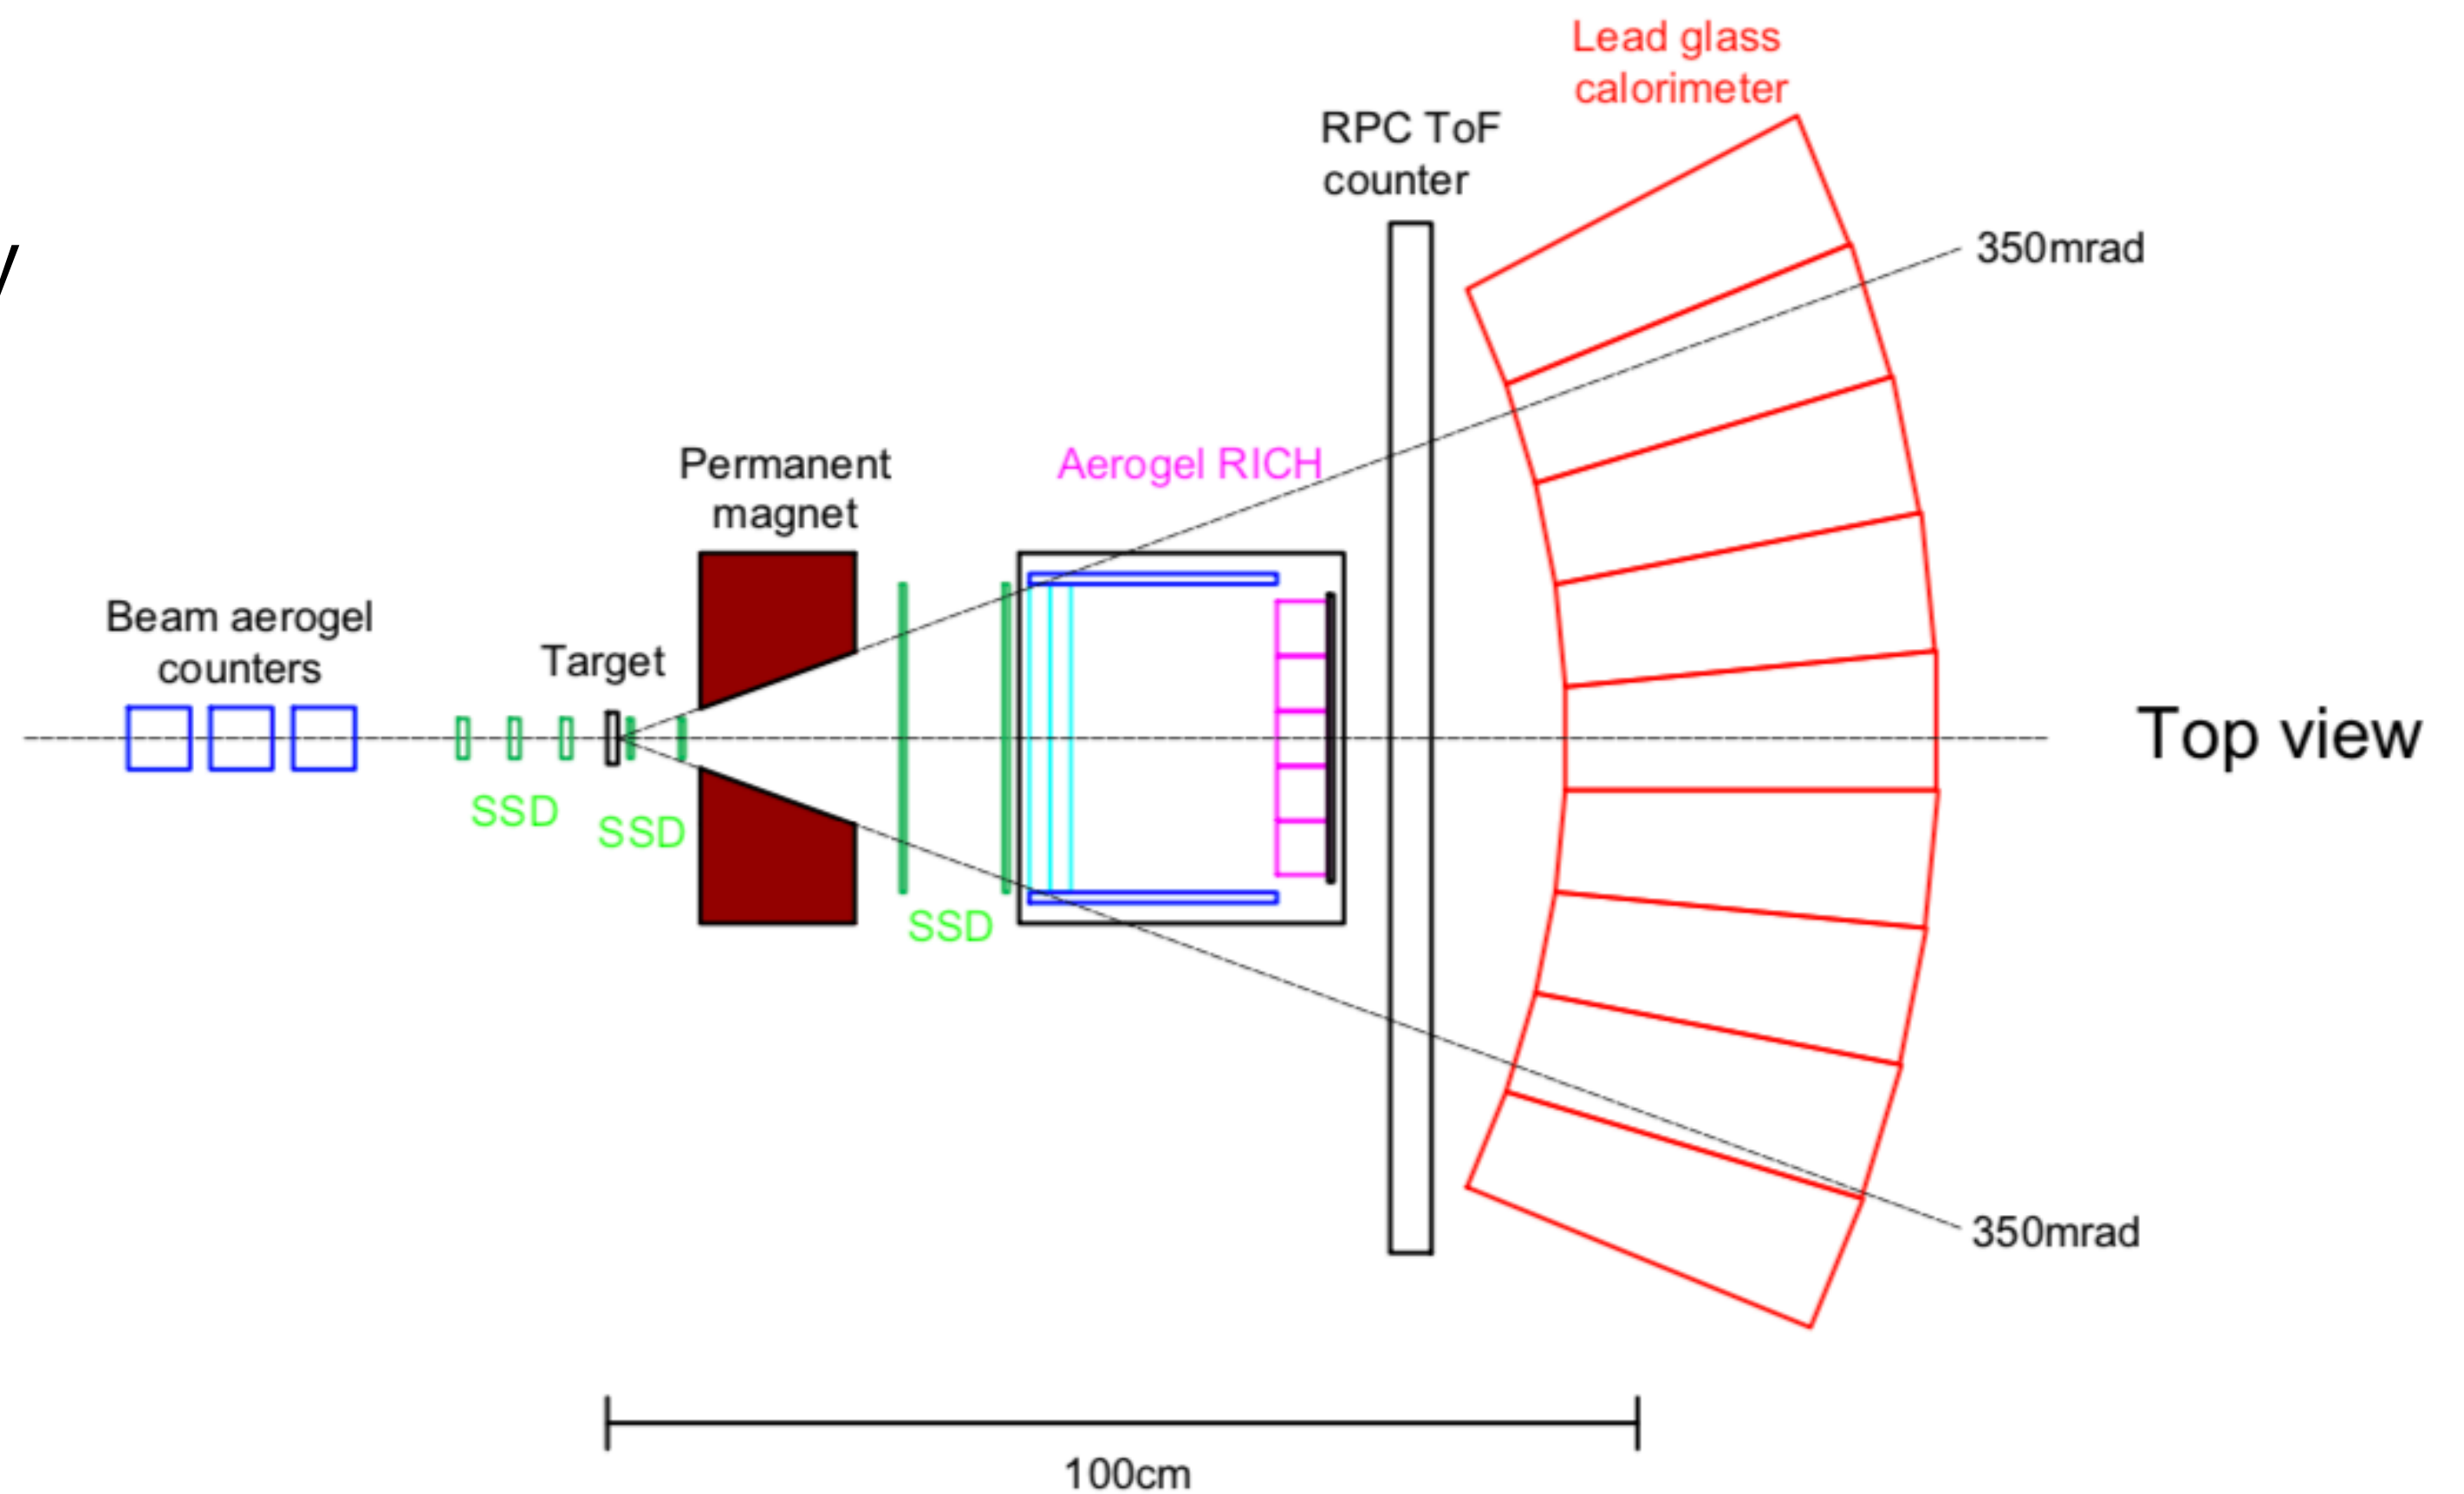 Lead glass
calorimeter
RPC ToF
counter
350mrad
Permanent
magnet
Aerogel RICH
Beam aerogel
counters
Target
Top view
SSD
SSD
SSD
350mrad
100cm